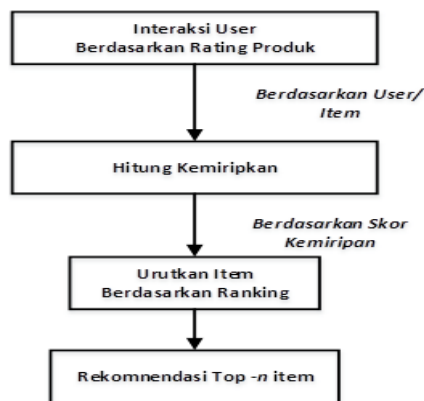 Interaksi User
Berdasarkan Rating Produk
Berdasarkan User/
Item
Hitung Kemiripkan
Berdasarkan Skor
Kemiripan
Urutkan Item
Berdasarkan Ranking
Rekomnendasi Top -n item